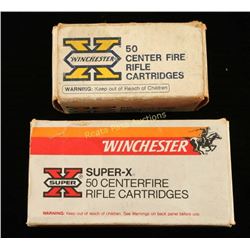 X
WINCHESTER
50
CENTER FIRE
RIFLE
CARTRIDGES
WARNING: Keep out of Reach of Children
WINCHESTER
X
SUPER
SUPER-X
50 CENTERFIRE
RIFLE CARTRIDGES
WARNING: Keep out of reach of children. See Warnings on back panel before use.